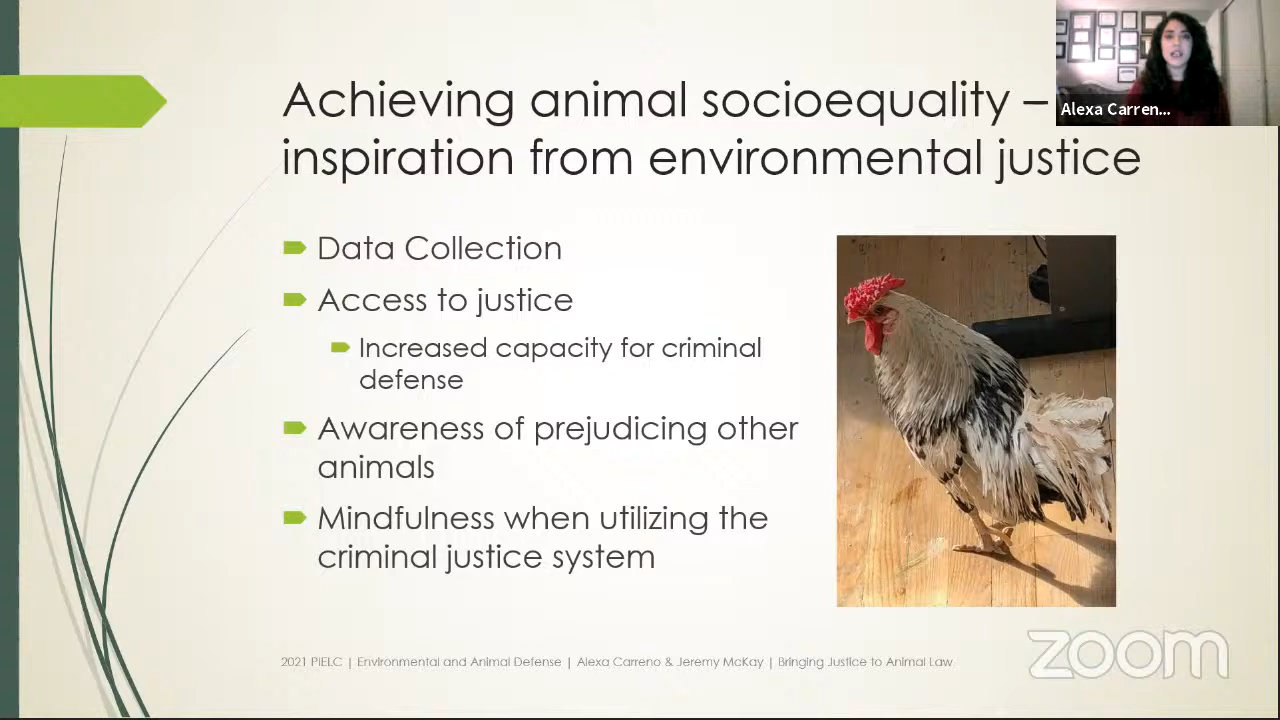 Achieving animal socioequality –
inspiration from environmental justice
Alexa Carren...
Data Collection
Access to justice
Increased capacity for criminal
defense
Awareness of prejudicing other
animals
Mindfulness when utilizing the
criminal justice system
2021 PIELC | Environmental and Animal Defense | Alexa Carreno & Jeremy McKay | Bringing Justice to Animal Law
zoom